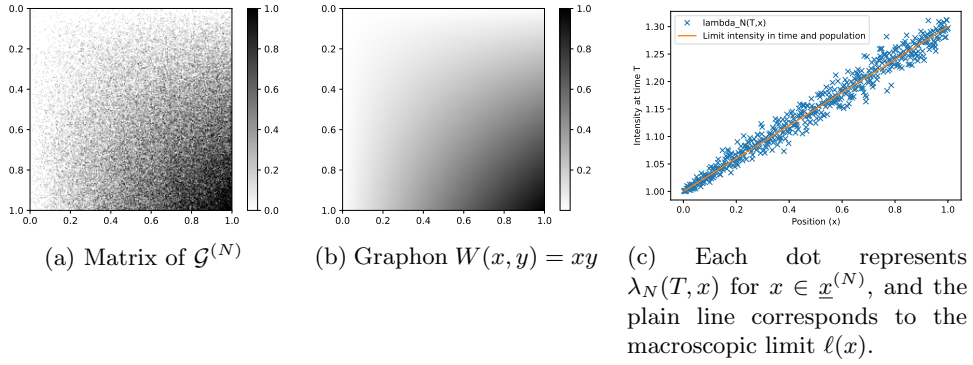 0.0
0.2
0.4
0.6
0.8
1.0
0.0 0.2 0.4 0.6 0.8 1.0
1.0
0.8
0.6
0.4
0.2
0.0
(a) Matrix of 𝒢^(N)
0.0
0.2
0.4
0.6
0.8
1.0
0.0 0.2 0.4 0.6 0.8 1.0
0.8
0.6
0.4
0.2
(b) Graphon W(x, y) = xy
lambda_N(T,x)
Limit intensity in time and population
Intensity at time T
1.30
1.25
1.20
1.15
1.10
1.05
1.00
0.0 0.2 0.4 0.6 0.8 1.0
Position (x)
(c) Each dot represents
λ_N(T, x) for x ∈ x^(N), and the
plain line corresponds to the
macroscopic limit ℓ(x).